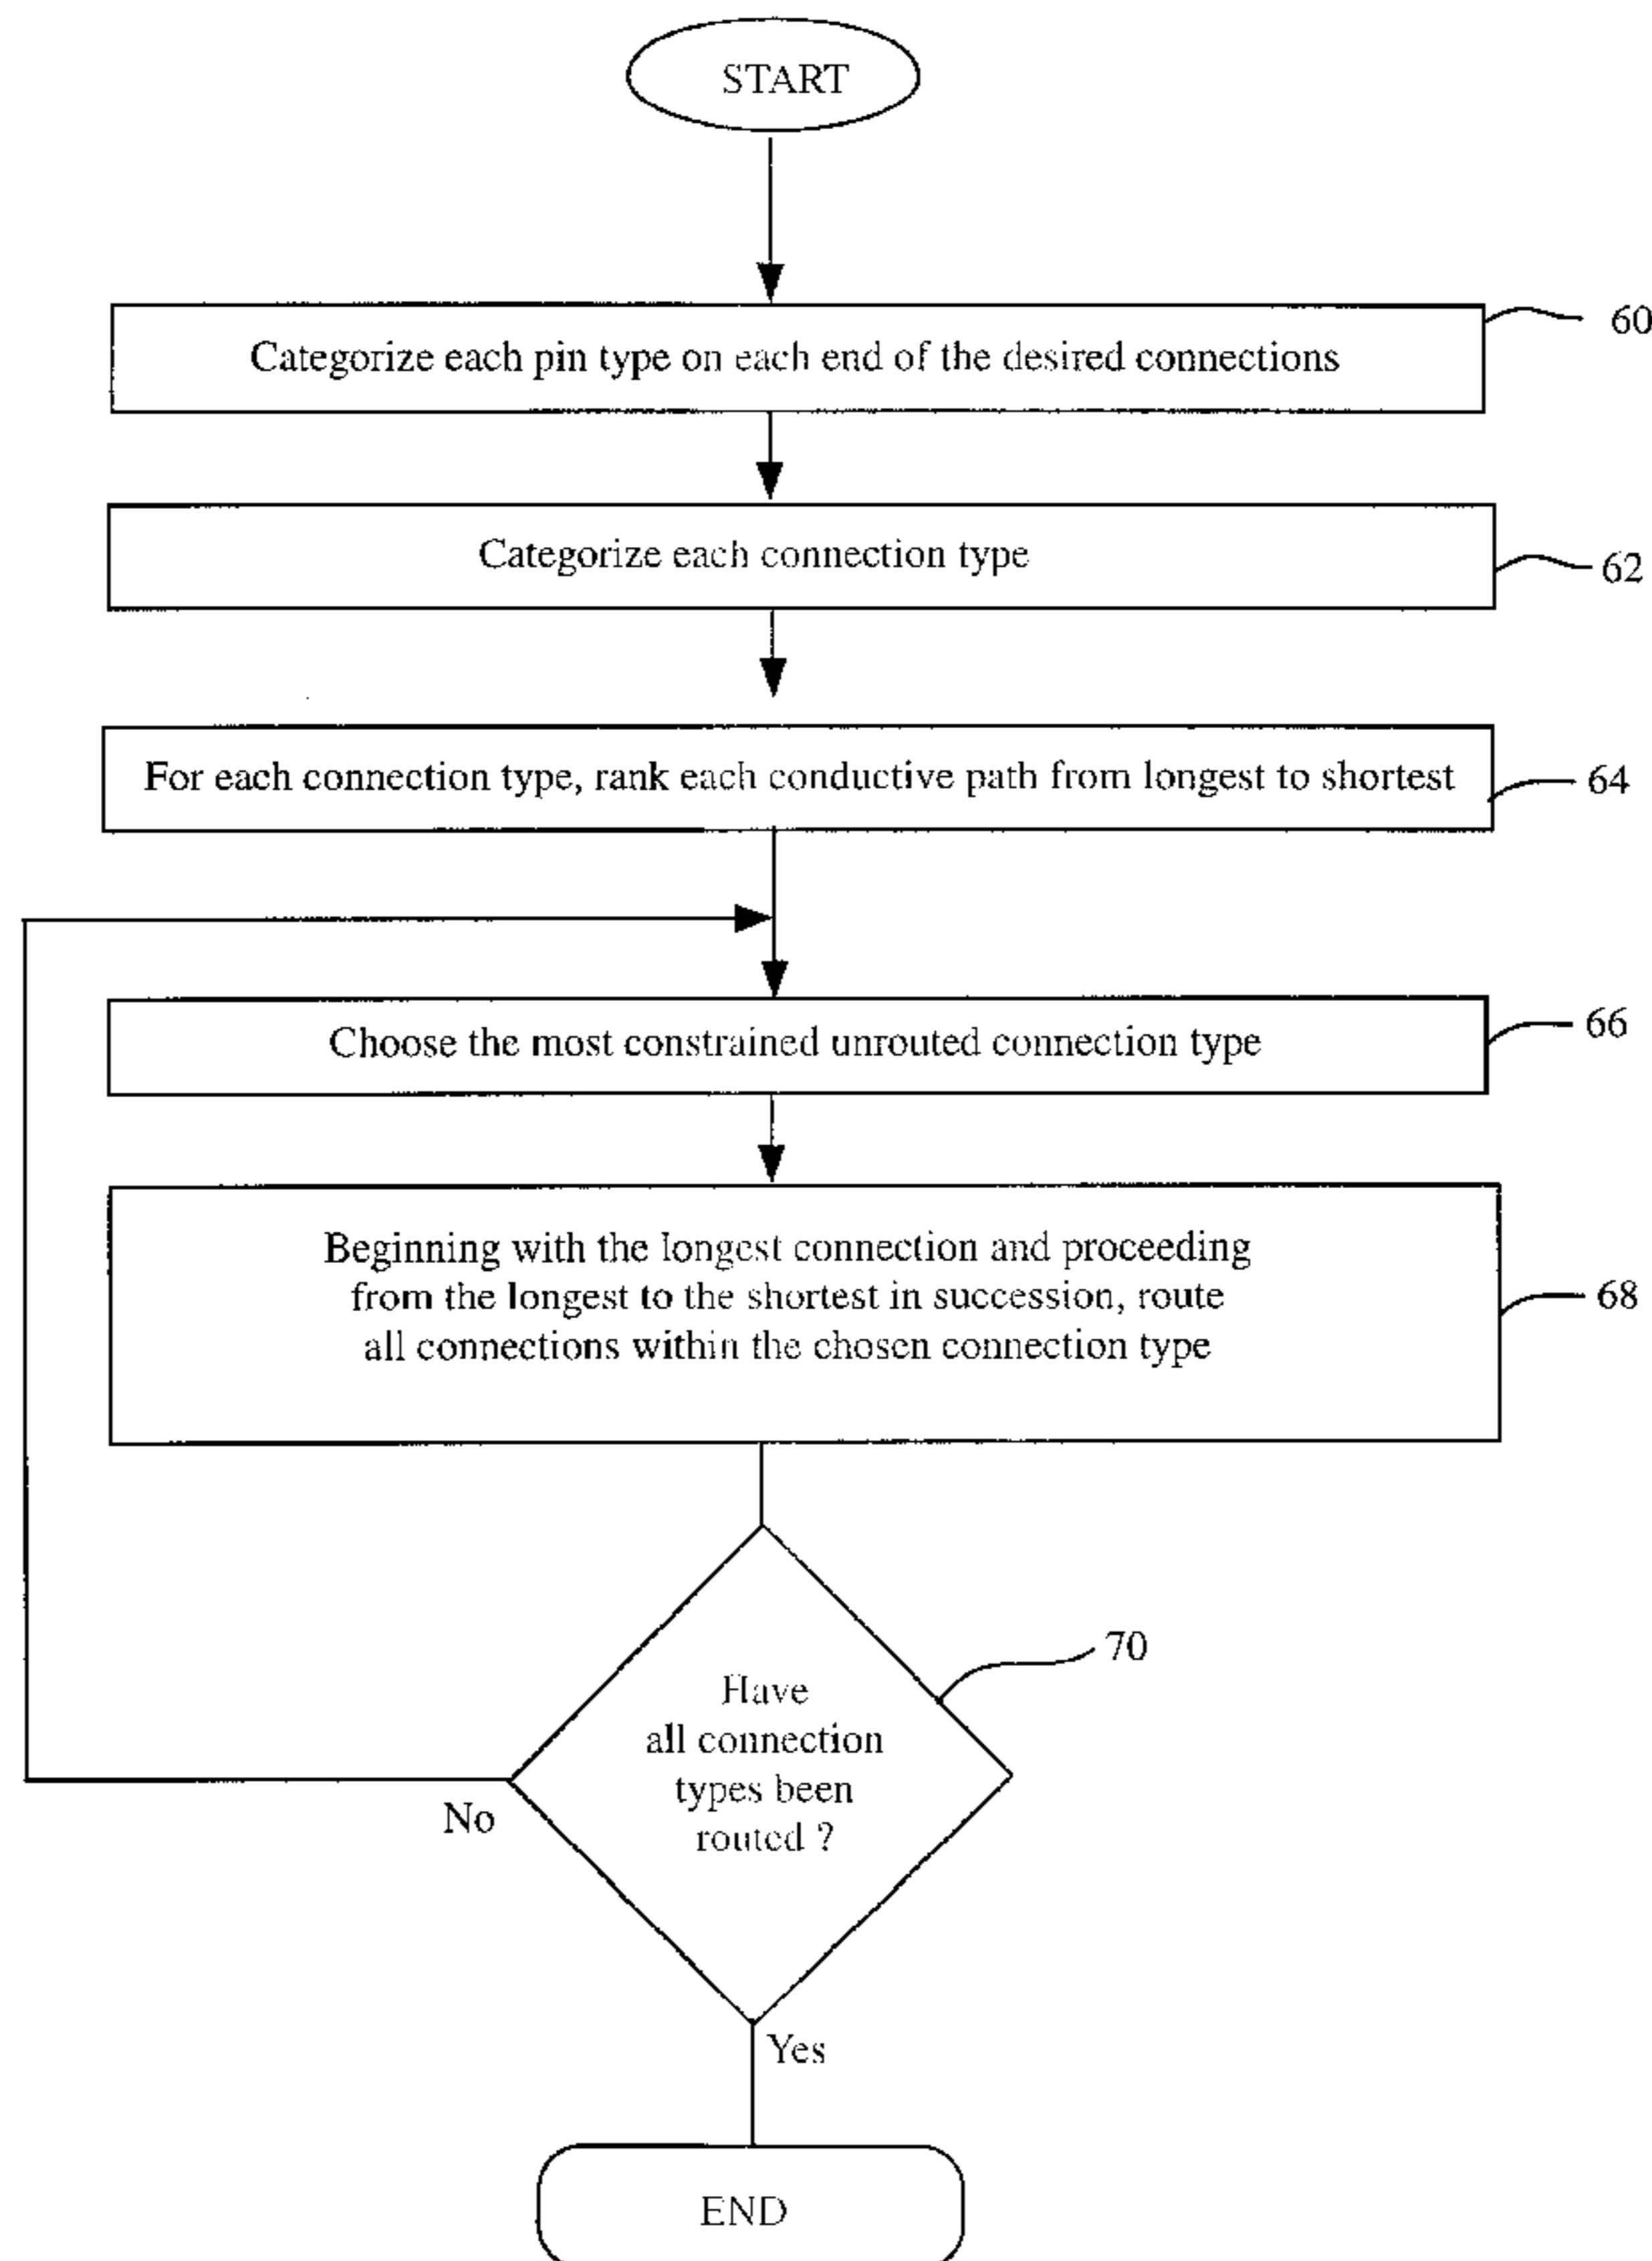 START
Categorize each pin type on each end of the desired connections
60
Categorize each connection type
62
For each connection type, rank each conductive path from longest to shortest
64
Choose the most constrained unrouted connection type
66
Beginning with the longest connection and proceeding
from the longest to the shortest in succession, route
all connections within the chosen connection type
68
70
Have
all connection
types been
routed ?
No
Yes
END